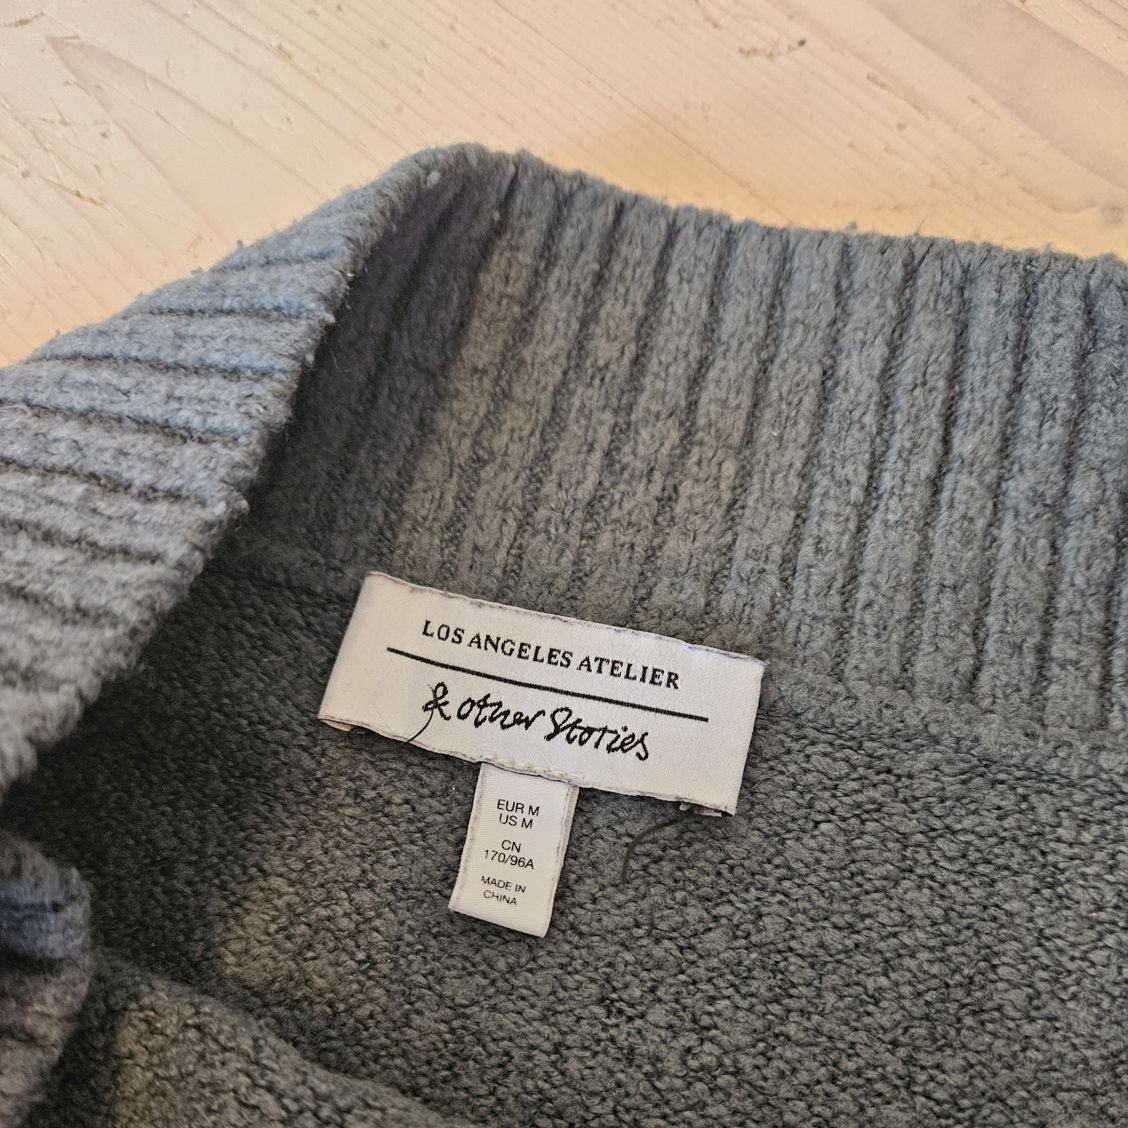 LOS ANGELES ATELIER
& other Stories
EUR M
US M
CN
170/96A
MADE IN
CHINA